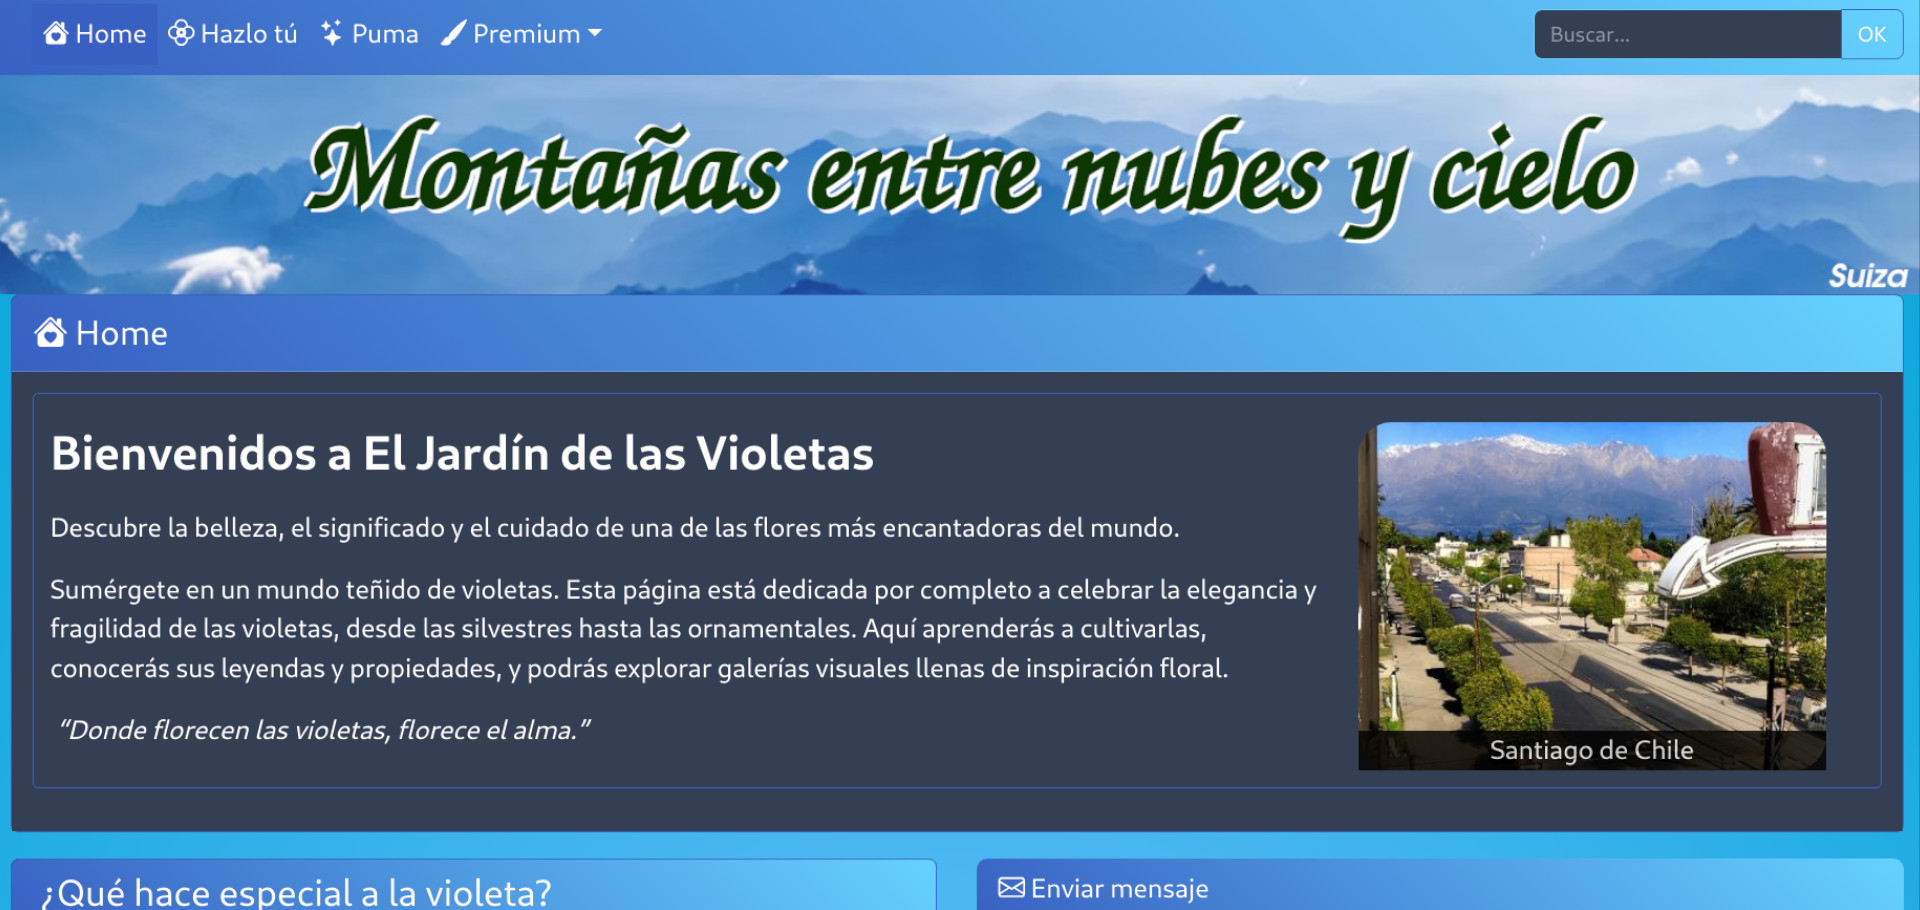 Home Hazlo tú Puma Premium Buscar... OK
Montañas entre nubes y cielo
Suiza
Home
Bienvenidos a El Jardín de las Violetas
Descubre la belleza, el significado y el cuidado de una de las flores más encantadoras del mundo.
Sumérgete en un mundo teñido de violetas. Esta página está dedicada por completo a celebrar la elegancia y
fragilidad de las violetas, desde las silvestres hasta las ornamentales. Aquí aprenderás a cultivarlas,
conocerás sus leyendas y propiedades, y podrás explorar galerías visuales llenas de inspiración floral.
“Donde florecen las violetas, florece el alma.”
Santiago de Chile
¿Qué hace especial a la violeta?
Enviar mensaje